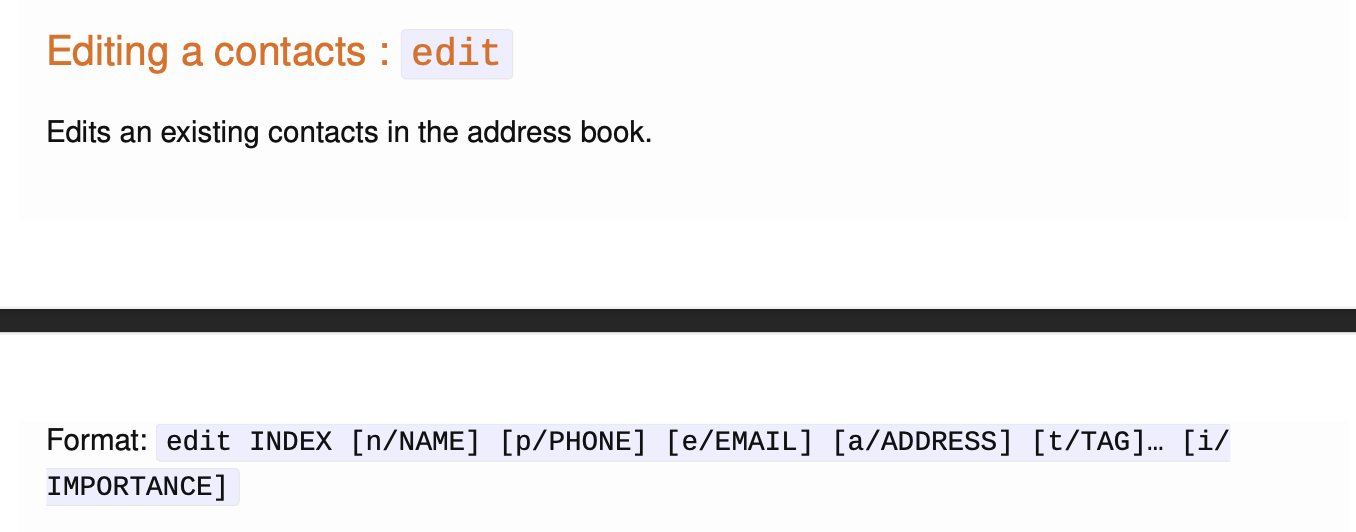 Editing a contacts : edit
Edits an existing contacts in the address book.
Format: edit INDEX [n/NAME] [p/PHONE] [e/EMAIL] [a/ADDRESS] [t/TAG]… [i/
IMPORTANCE]